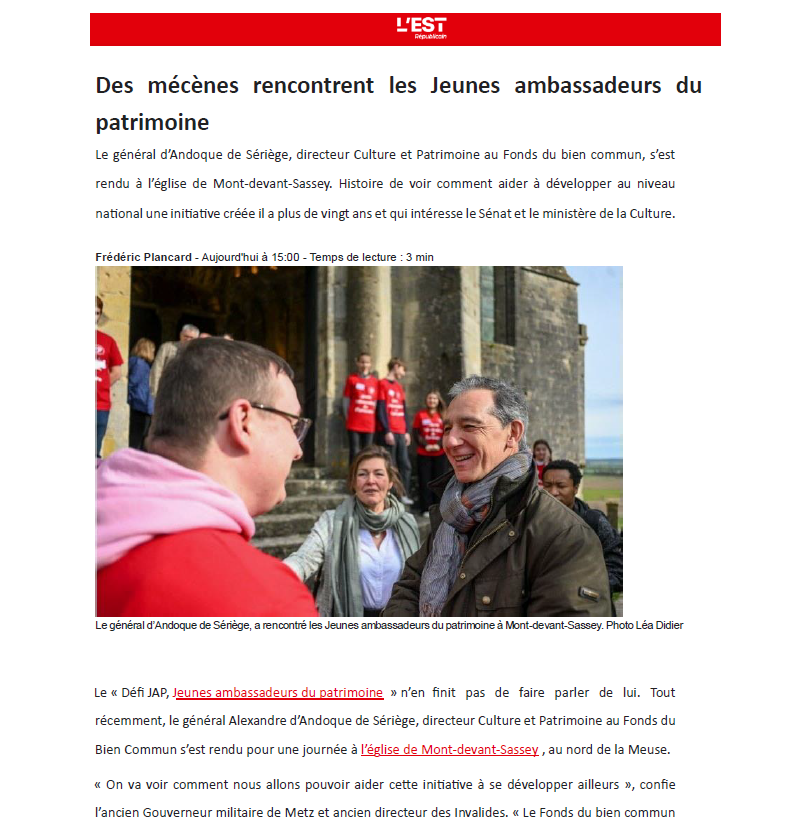 L'EST
Républicain
Des mécènes rencontrent les Jeunes ambassadeurs du
patrimoine
Le général d'Andoque de Sériège, directeur Culture et Patrimoine au Fonds du bien commun, s'est
rendu à l'église de Mont-devant-Sassey. Histoire de voir comment aider à développer au niveau
national une initiative créée il a plus de vingt ans et qui intéresse le Sénat et le ministère de la Culture.
Frédéric Plancard - Aujourd'hui à 15:00 - Temps de lecture : 3 min
Le général d'Andoque de Sériège, a rencontré les Jeunes ambassadeurs du patrimoine à Mont-devant-Sassey. Photo Léa Didier
Le « Défi JAP, Jeunes ambassadeurs du patrimoine » n'en finit pas de faire parler de lui. Tout
récemment, le général Alexandre d'Andoque de Sériège, directeur Culture et Patrimoine au Fonds du
Bien Commun s'est rendu pour une journée à l'église de Mont-devant-Sassey , au nord de la Meuse.
« On va voir comment nous allons pouvoir aider cette initiative à se développer ailleurs », confie
l'ancien Gouverneur militaire de Metz et ancien directeur des Invalides. « Le Fonds du bien commun